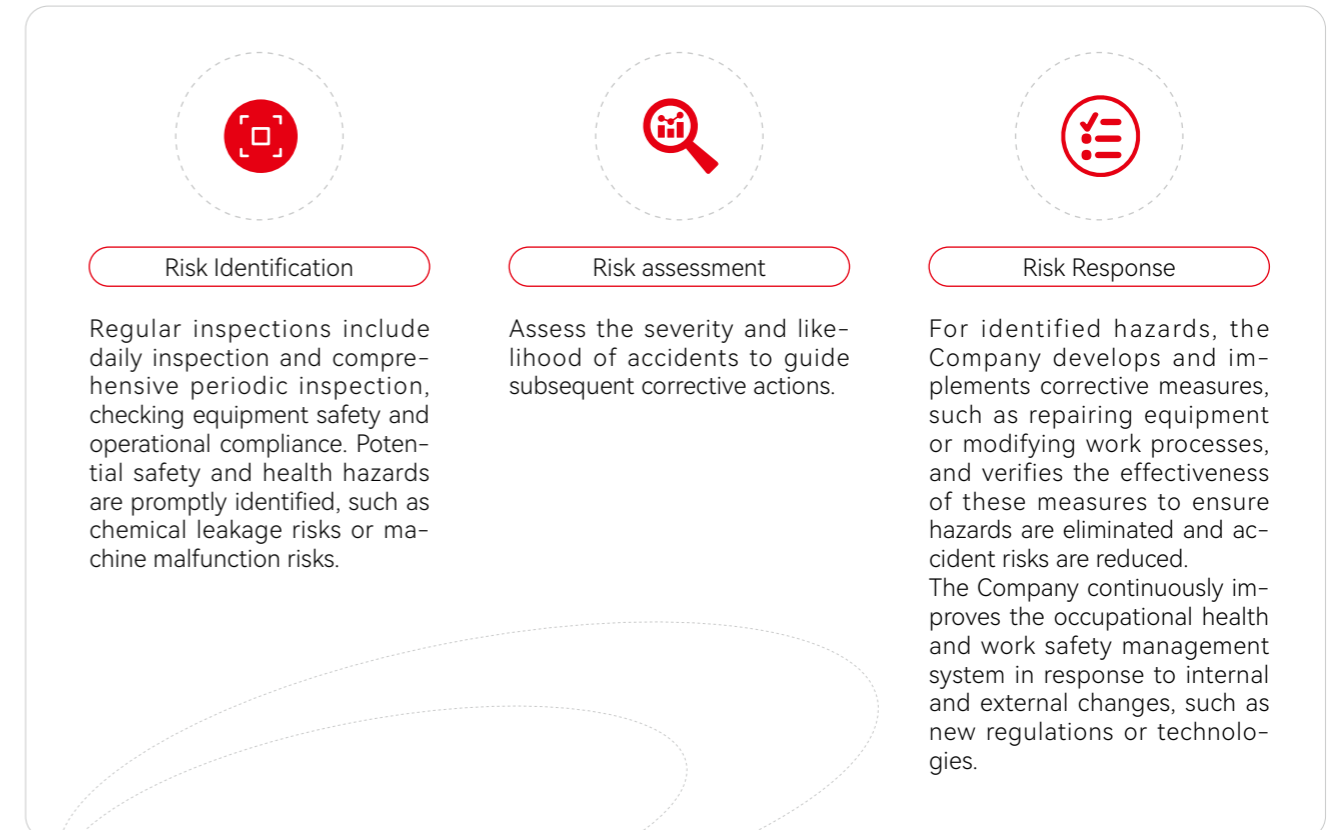 Risk Identification
Regular inspections include
daily inspection and compre-
hensive periodic inspection,
checking equipment safety and
operational compliance. Poten-
tial safety and health hazards
are promptly identified, such as
chemical leakage risks or ma-
chine malfunction risks.
Risk assessment
Assess the severity and like-
lihood of accidents to guide
subsequent corrective actions.
Risk Response
For identified hazards, the
Company develops and im-
plements corrective measures,
such as repairing equipment
or modifying work processes,
and verifies the effectiveness
of these measures to ensure
hazards are eliminated and ac-
cident risks are reduced.
The Company continuously im-
proves the occupational health
and work safety management
system in response to internal
and external changes, such as
new regulations or technolo-
gies.